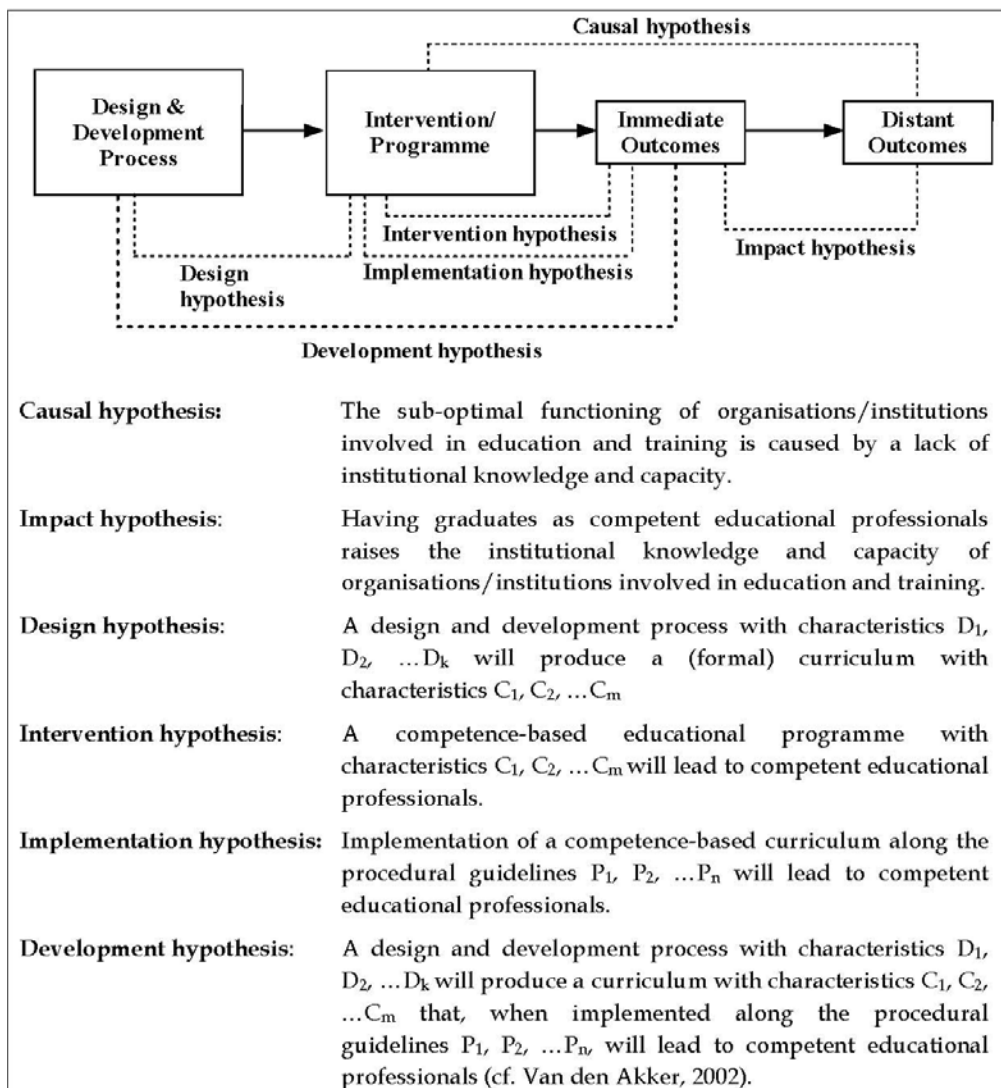 Causal hypothesis
Design &
Development
Process
Intervention/
Programme
Immediate
Outcomes
Distant
Outcomes
Intervention hypothesis
Impact hypothesis
Design
hypothesis
Implementation hypothesis
Development hypothesis
Causal hypothesis: The sub-optimal functioning of organisations/institutions
involved in education and training is caused by a lack of
institutional knowledge and capacity.
Impact hypothesis: Having graduates as competent educational professionals
raises the institutional knowledge and capacity of
organisations/institutions involved in education and training.
Design hypothesis: A design and development process with characteristics D₁,
D₂, …Dₖ will produce a (formal) curriculum with
characteristics C₁, C₂, …Cₘ
Intervention hypothesis: A competence-based educational programme with
characteristics C₁, C₂, …Cₘ will lead to competent educational
professionals.
Implementation hypothesis: Implementation of a competence-based curriculum along the
procedural guidelines P₁, P₂, …Pₙ will lead to competent
educational professionals.
Development hypothesis: A design and development process with characteristics D₁,
D₂, …Dₖ will produce a curriculum with characteristics C₁, C₂,
…Cₘ that, when implemented along the procedural
guidelines P₁, P₂, …Pₙ, will lead to competent educational
professionals (cf. Van den Akker, 2002).